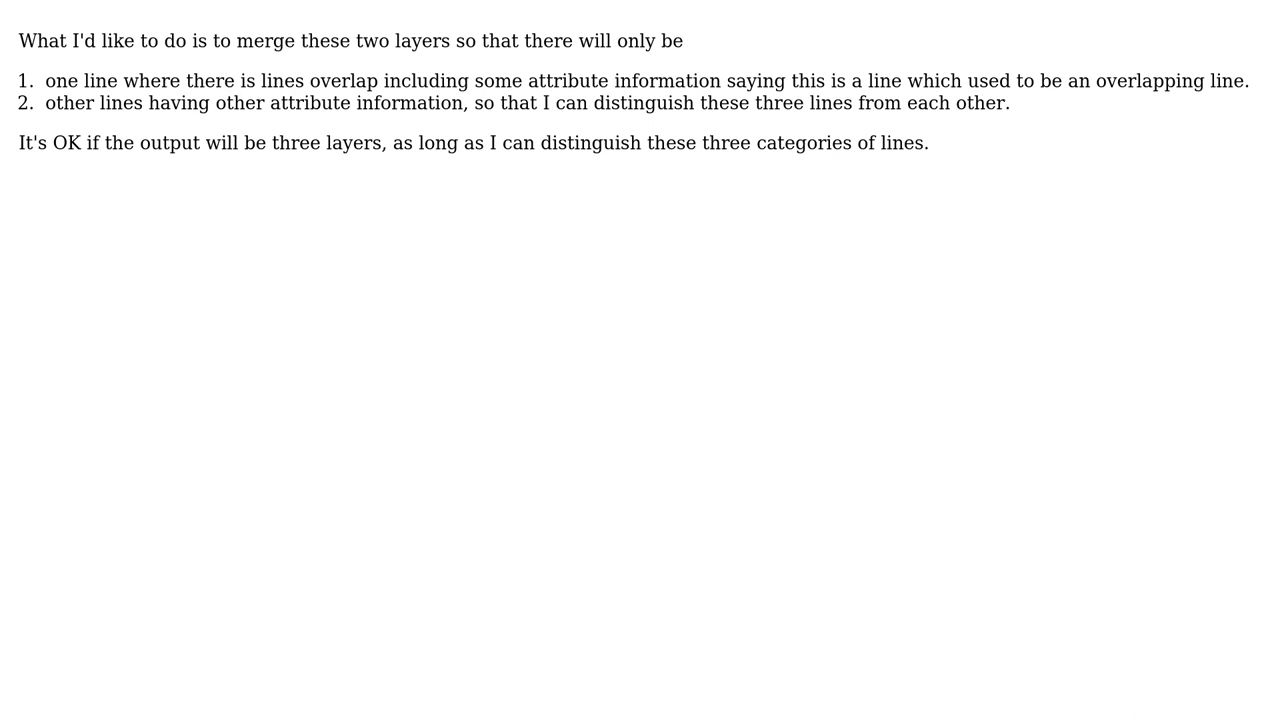 What I'd like to do is to merge these two layers so that there will only be
1. one line where there is lines overlap including some attribute information saying this is a line which used to be an overlapping line.
2. other lines having other attribute information, so that I can distinguish these three lines from each other.
It's OK if the output will be three layers, as long as I can distinguish these three categories of lines.